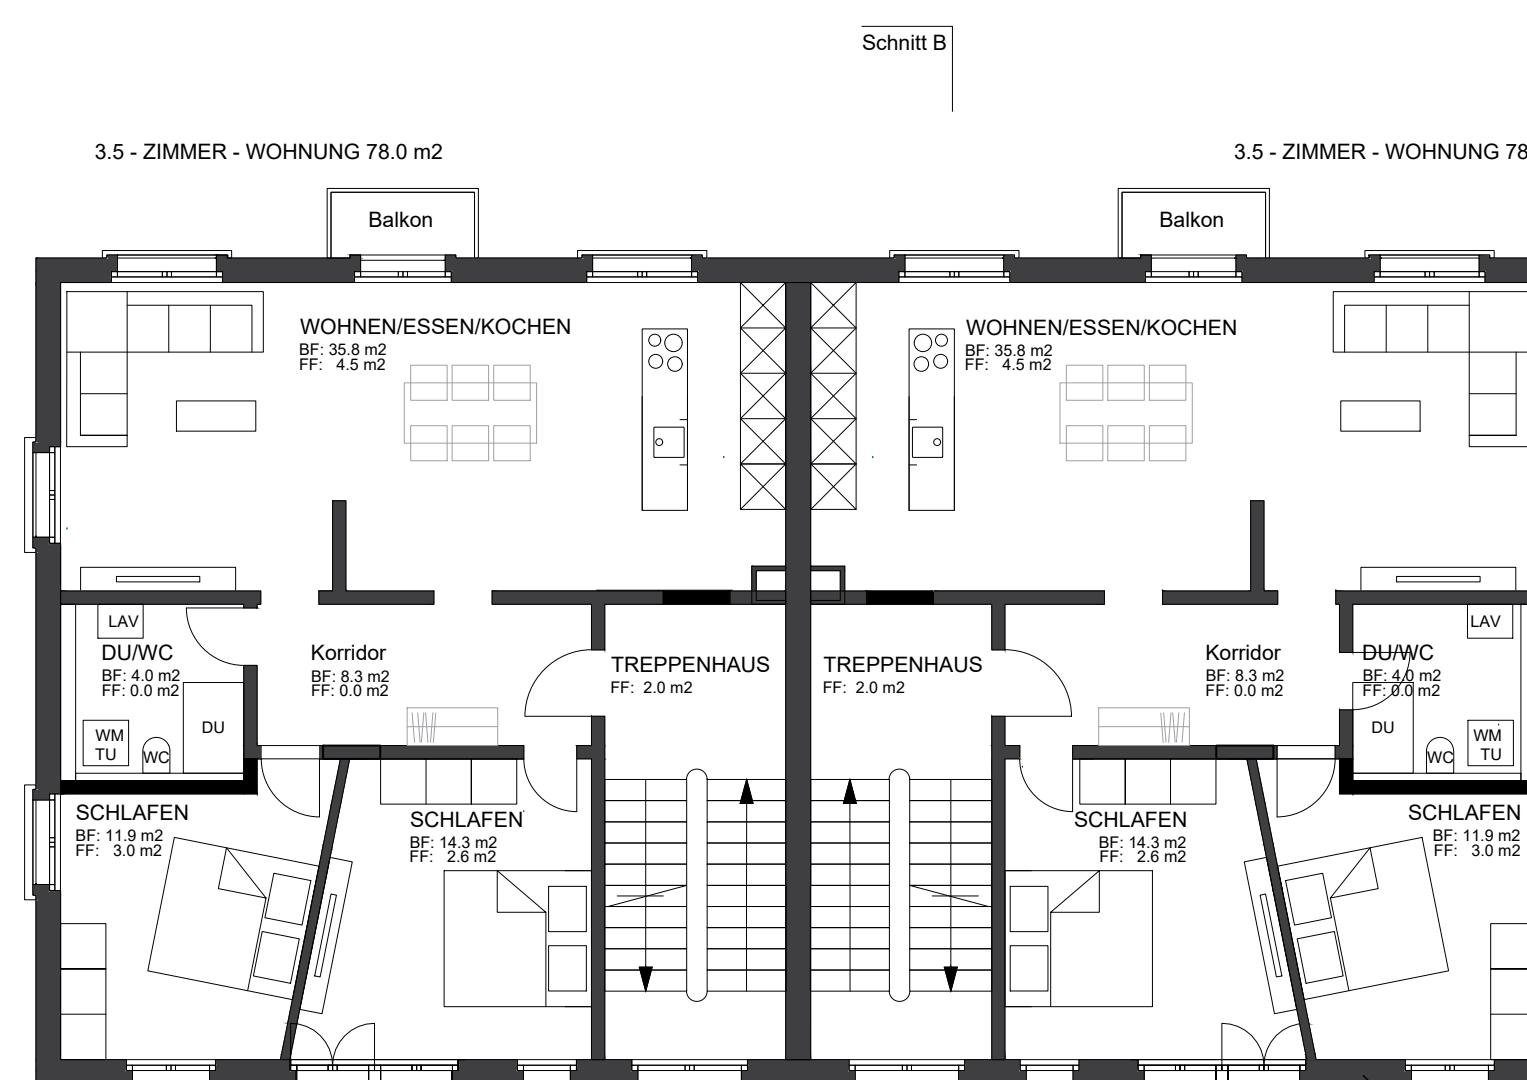 Schnitt B
3.5 - ZIMMER - WOHNUNG 78.0 m2
3.5 - ZIMMER - WOHNUNG 78
Balkon
Balkon
WOHNEN/ESSEN/KOCHEN
BF: 35.8 m2
FF: 4.5 m2
WOHNEN/ESSEN/KOCHEN
BF: 35.8 m2
FF: 4.5 m2
LAV
DU/WC
BF: 4.0 m2
FF: 0.0 m2
DU
WM
TU
WC
Korridor
BF: 8.3 m2
FF: 0.0 m2
TREPPENHAUS
FF: 2.0 m2
TREPPENHAUS
FF: 2.0 m2
Korridor
BF: 8.3 m2
FF: 0.0 m2
LAV
DU/WC
BF: 4.0 m2
FF: 0.0 m2
DU
WC
WM
TU
SCHLAFEN
BF: 11.9 m2
FF: 3.0 m2
SCHLAFEN
BF: 14.3 m2
FF: 2.6 m2
SCHLAFEN
BF: 14.3 m2
FF: 2.6 m2
SCHLAFEN
BF: 11.9 m2
FF: 3.0 m2